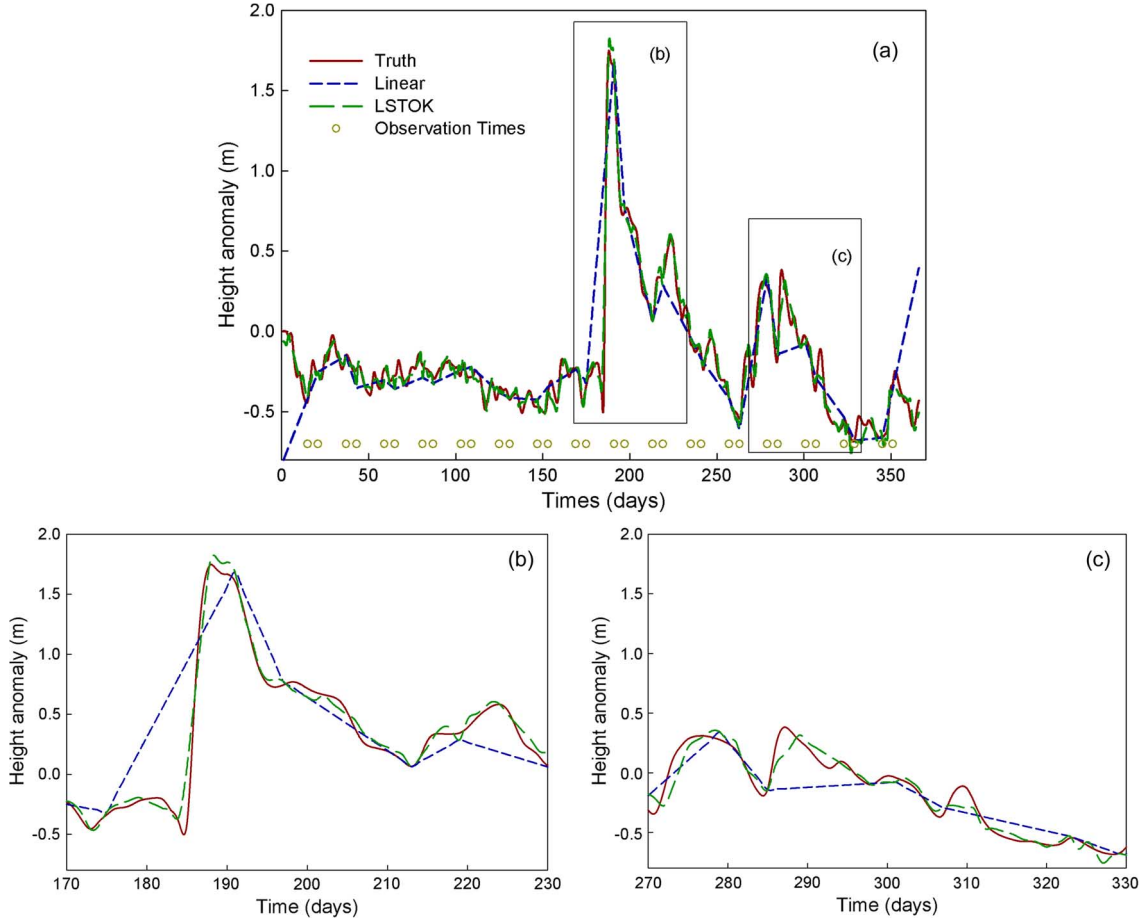 2.0
(a)
(b)
Truth
Linear
LSTOK
Observation Times
1.5
1.0
0.5
(c)
0.0
-0.5
Height anomaly (m)
0 50 100 150 200 250 300 350
Times (days)
2.0
(b)
1.5
1.0
0.5
0.0
-0.5
Height anomaly (m)
170 180 190 200 210 220 230
Time (days)
2.0
(c)
1.5
1.0
0.5
0.0
-0.5
Height anomaly (m)
270 280 290 300 310 320 330
Time (days)